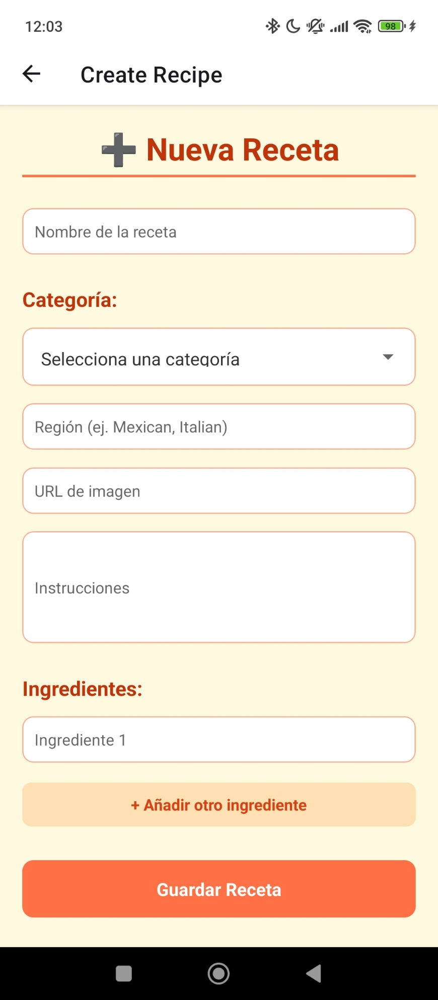 12:03
98
Create Recipe
Nueva Receta
Nombre de la receta
Categoría:
Selecciona una categoría
Región (ej. Mexican, Italian)
URL de imagen
Instrucciones
Ingredientes:
Ingrediente 1
+ Añadir otro ingrediente
Guardar Receta